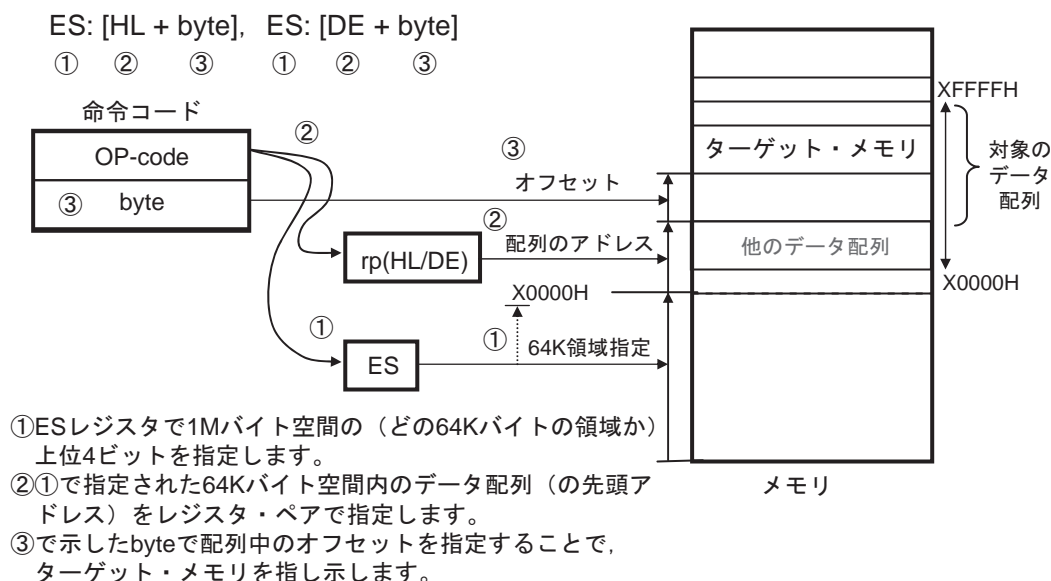 ES: [HL + byte],   ES: [DE + byte]
① ② ③ ① ② ③
命令コード
OP-code
③ byte
②
③
オフセット
②
配列のアドレス
rp(HL/DE)
X0000H
①
①
64K領域指定
ES
XFFFFH
ターゲット・メモリ
対象の
データ
配列
他のデータ配列
X0000H
メモリ
①ESレジスタで1Mバイト空間の（どの64Kバイトの領域か）
上位4ビットを指定します。
②①で指定された64Kバイト空間内のデータ配列（の先頭ア
ドレス）をレジスタ・ペアで指定します。
③で示したbyteで配列中のオフセットを指定することで,
ターゲット・メモリを指し示します。